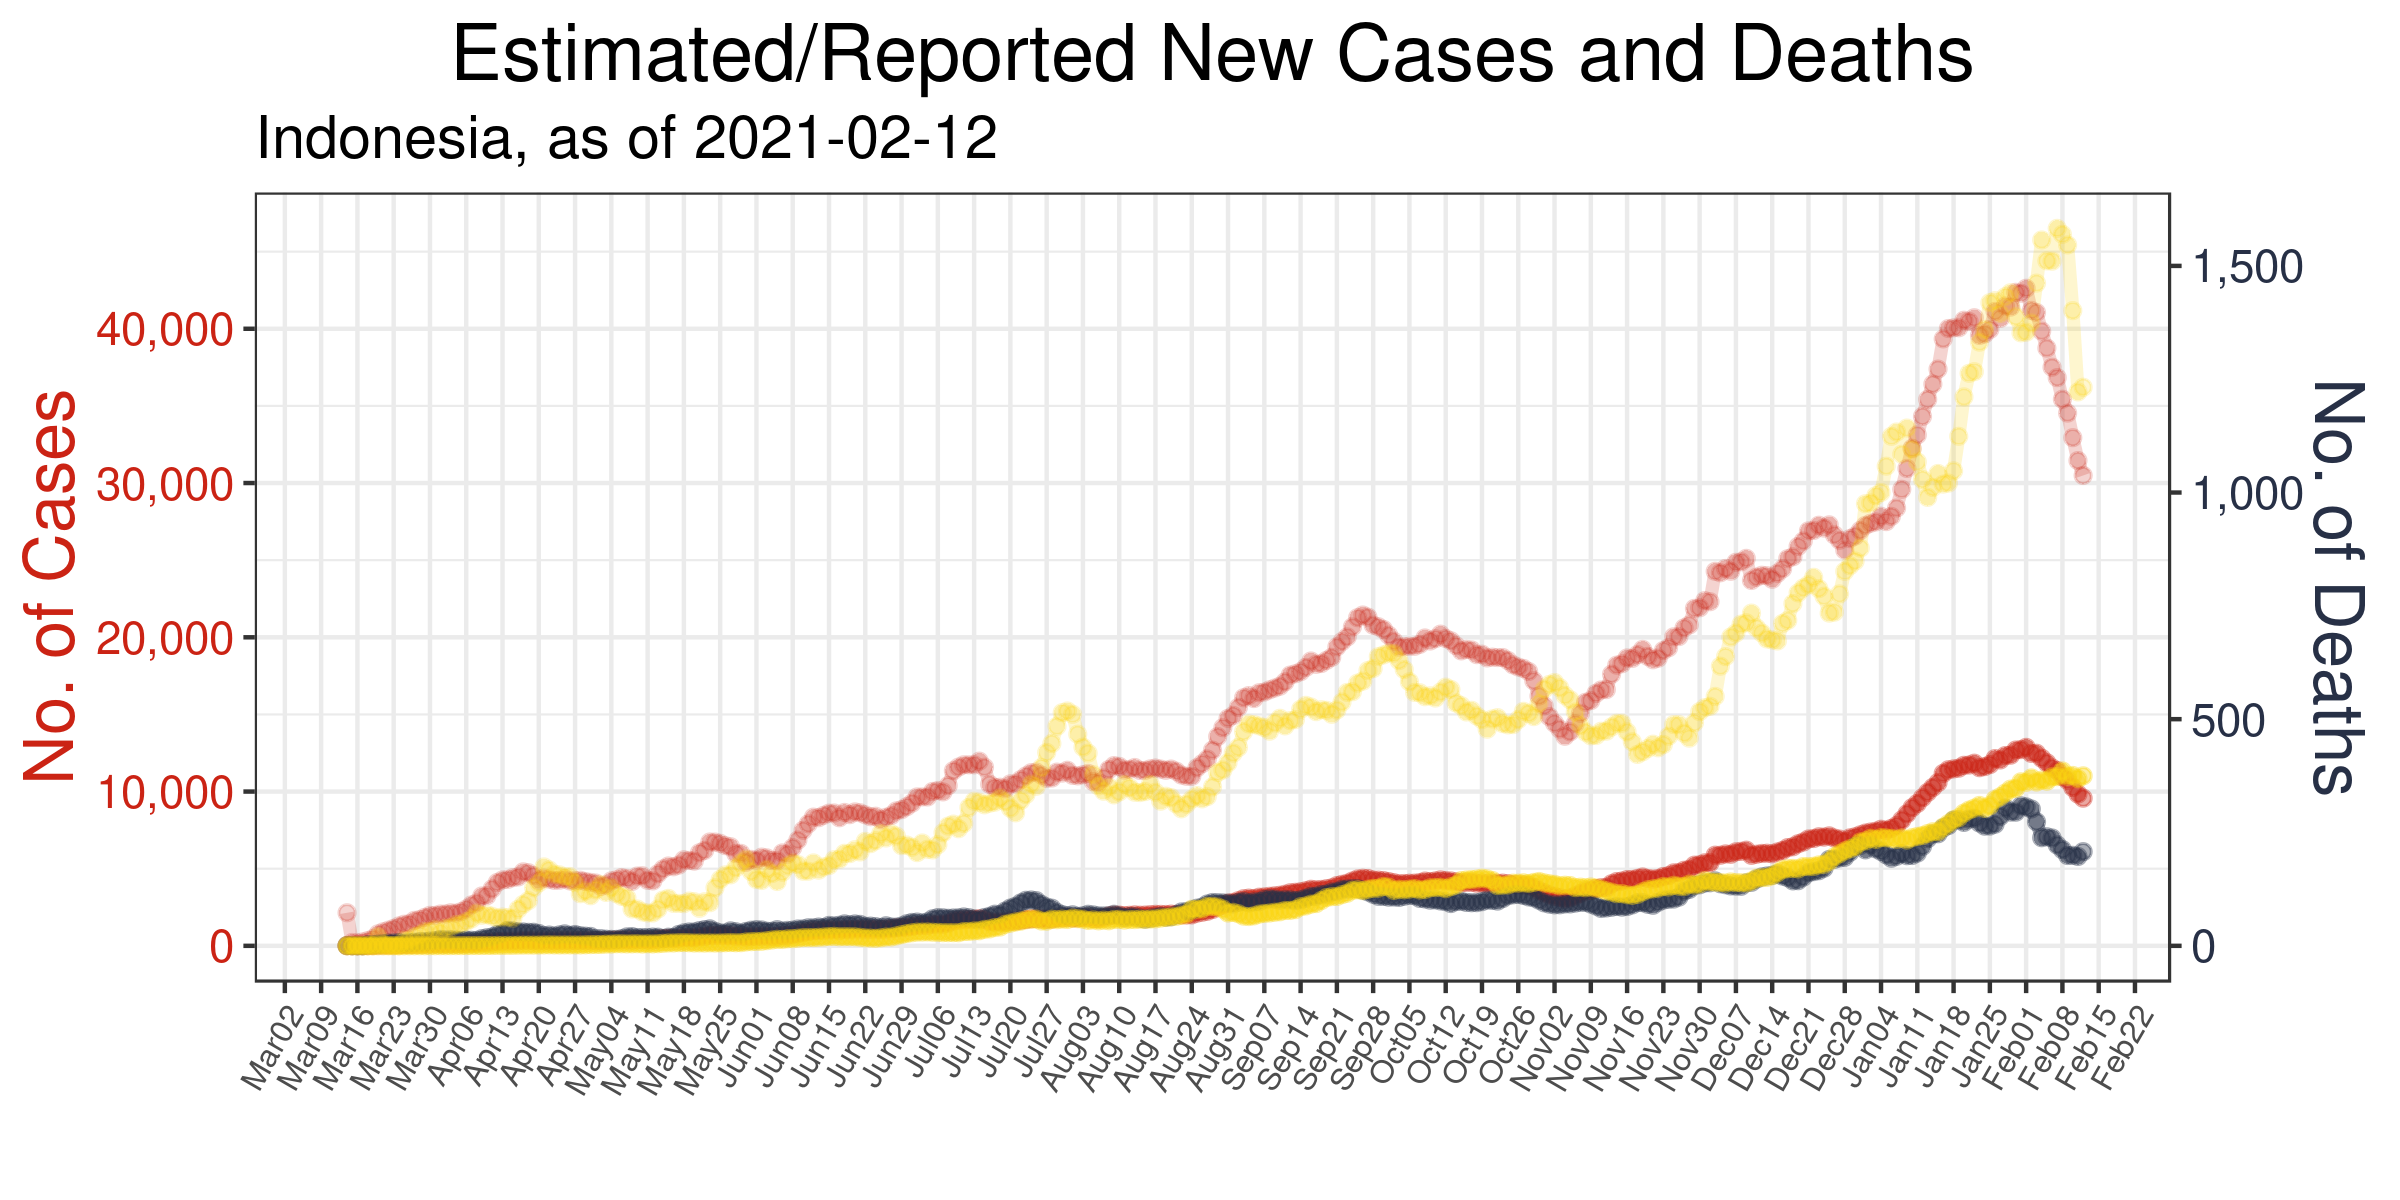 Estimated/Reported New Cases and Deaths
Indonesia, as of 2021-02-12
No. of Cases
40,000
30,000
20,000
10,000
0
1,500
1,000
500
0
No. of Deaths
Mar02
Mar09
Mar16
Mar23
Mar30
Apr06
Apr13
Apr20
Apr27
May04
May11
May18
May25
Jun01
Jun08
Jun15
Jun22
Jun29
Jul06
Jul13
Jul20
Jul27
Aug03
Aug10
Aug17
Aug24
Aug31
Sep07
Sep14
Sep21
Sep28
Oct05
Oct12
Oct19
Oct26
Nov02
Nov09
Nov16
Nov23
Nov30
Dec07
Dec14
Dec21
Dec28
Jan04
Jan11
Jan18
Jan25
Feb01
Feb08
Feb15
Feb22